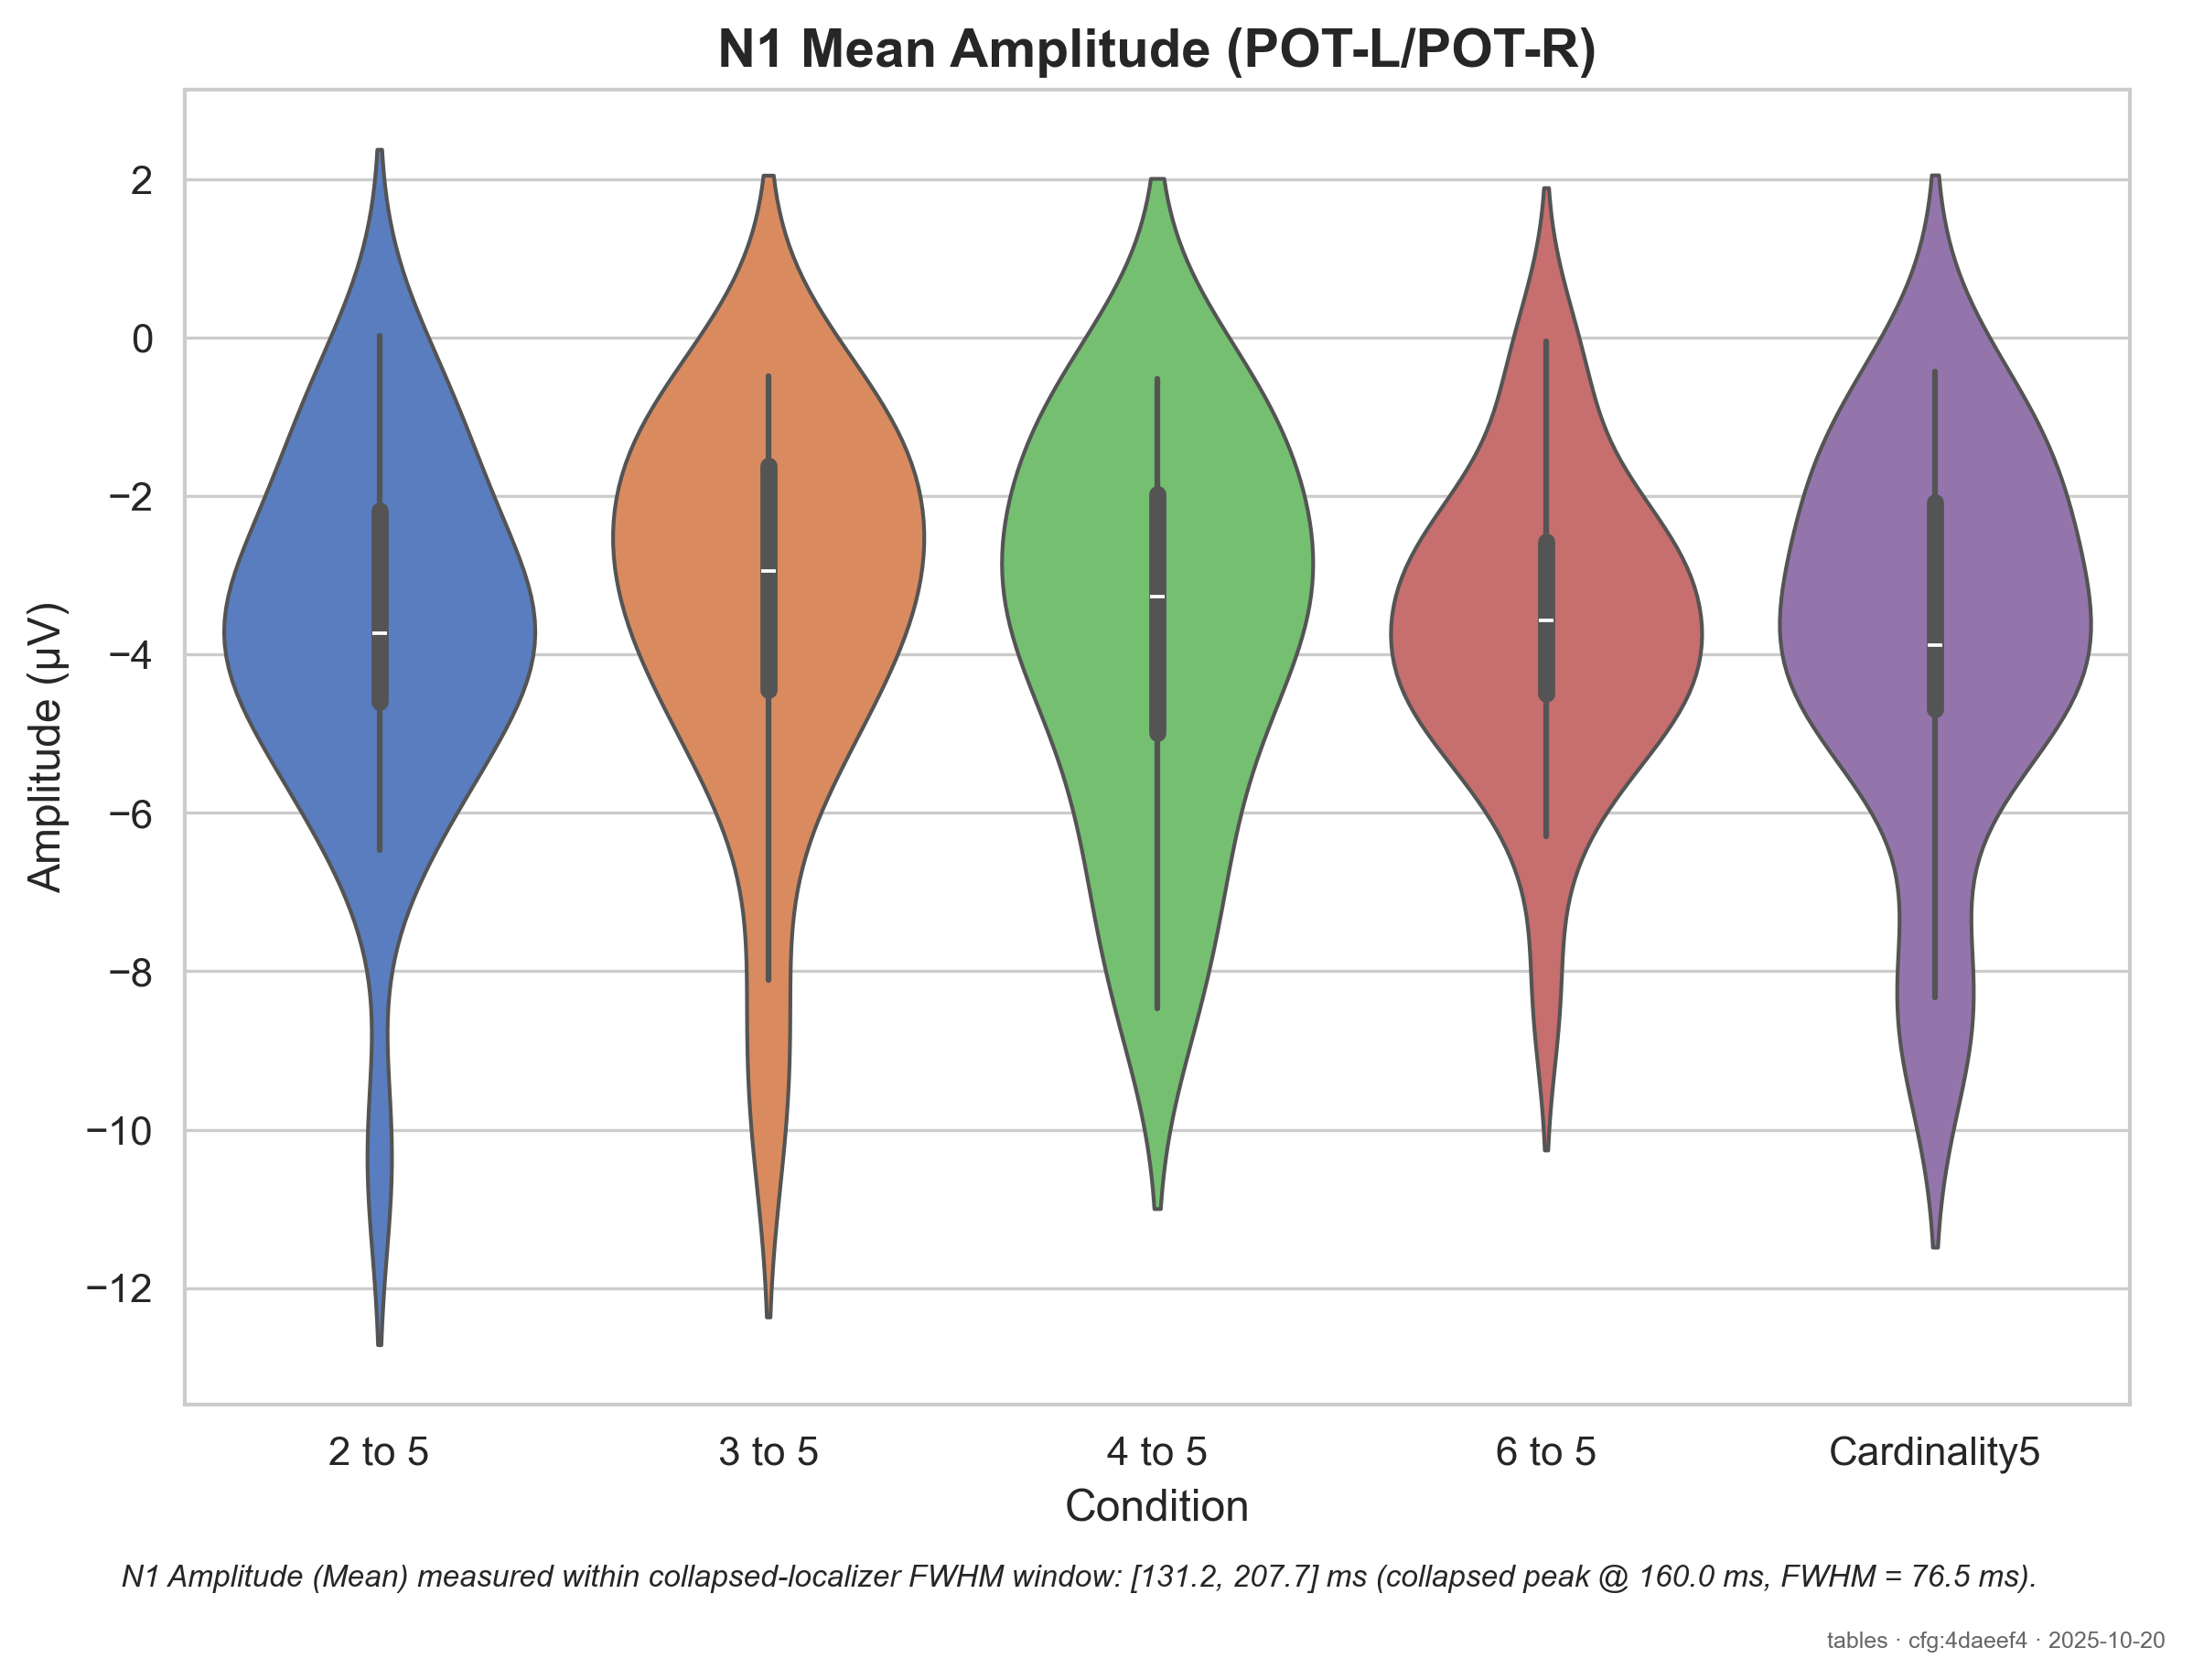 N1 Mean Amplitude (POT-L/POT-R)
Amplitude (µV)
2
0
−2
−4
−6
−8
−10
−12
2 to 5
3 to 5
4 to 5
6 to 5
Cardinality5
Condition
N1 Amplitude (Mean) measured within collapsed-localizer FWHM window: [131.2, 207.7] ms (collapsed peak @ 160.0 ms, FWHM = 76.5 ms).
tables · cfg:4daeef4 · 2025-10-20